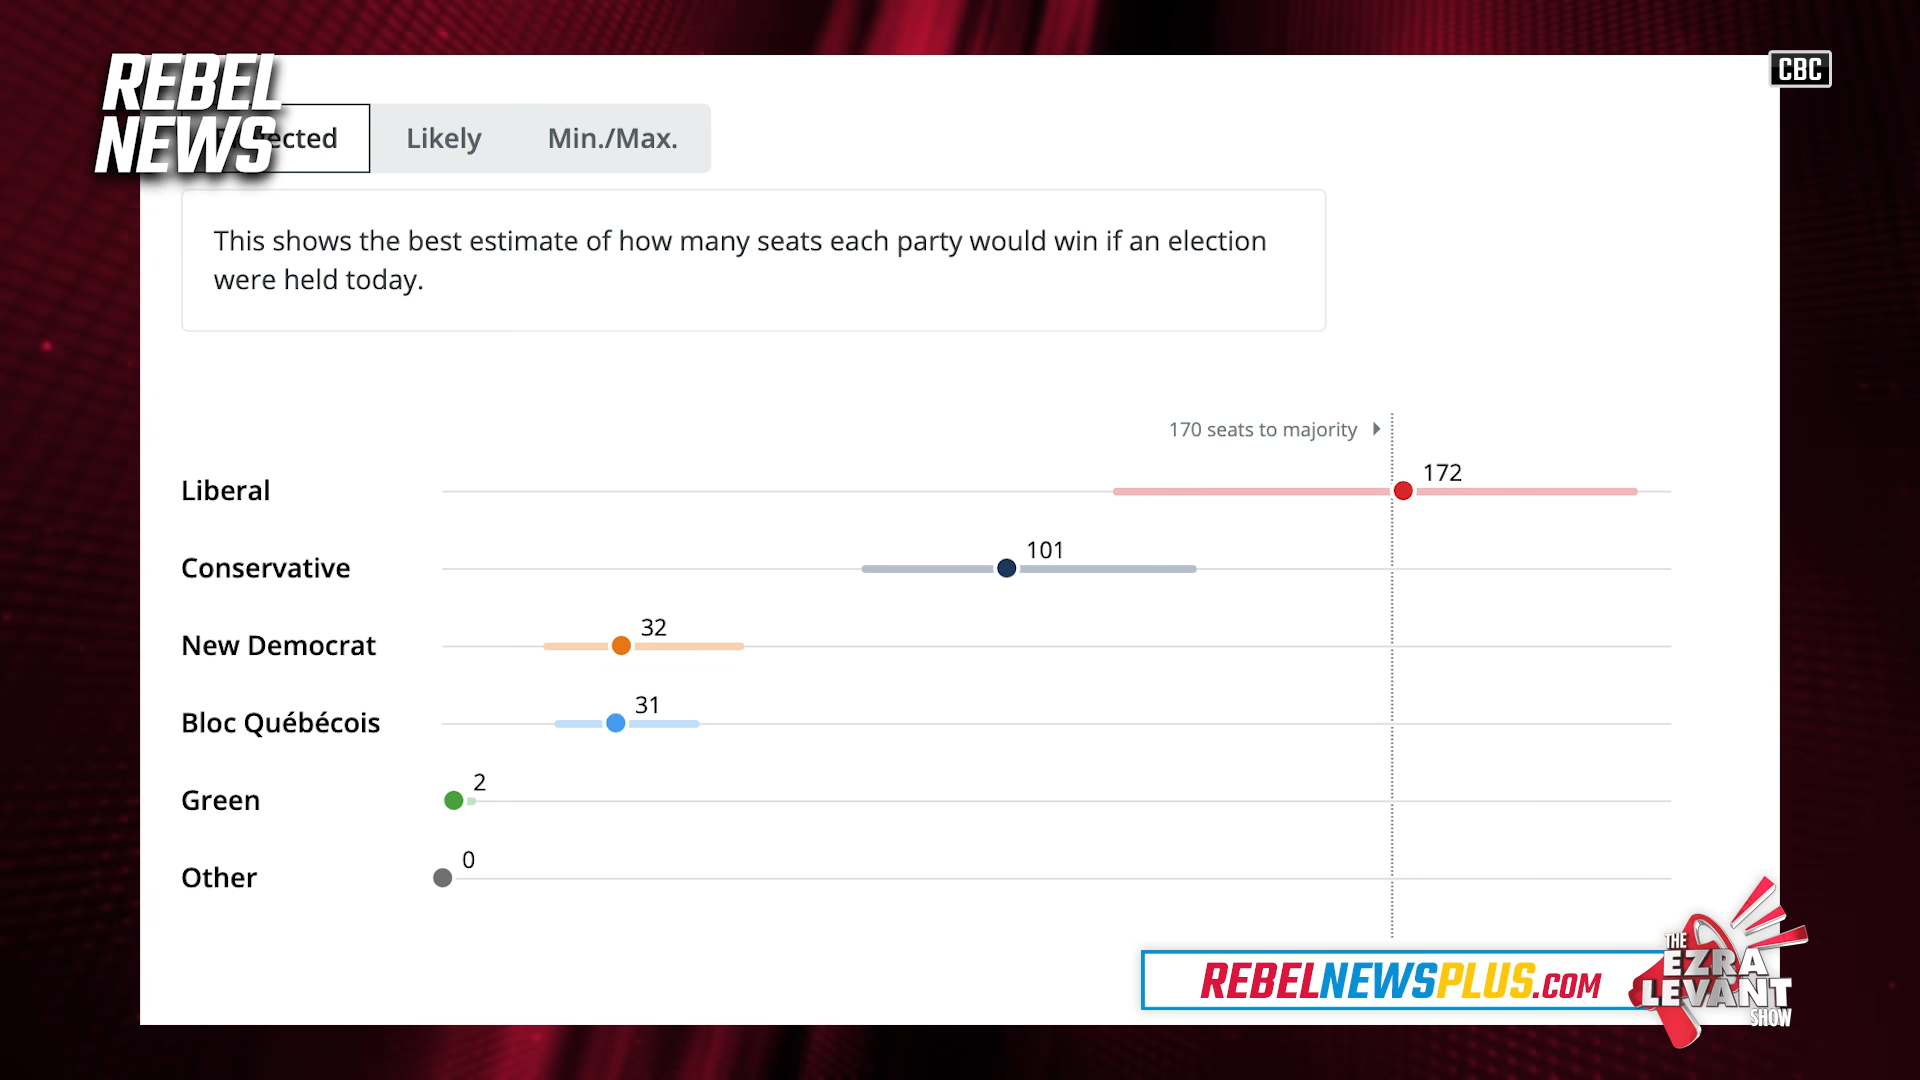 REBEL
NEWS
CBC
Likely
Min./Max.
This shows the best estimate of how many seats each party would win if an election
were held today.
170 seats to majority
Liberal
172
Conservative
101
New Democrat
32
Bloc Québécois
31
Green
2
Other
0
REBELNEWSPLUS.COM
THE
EZRA
LEVANT
SHOW